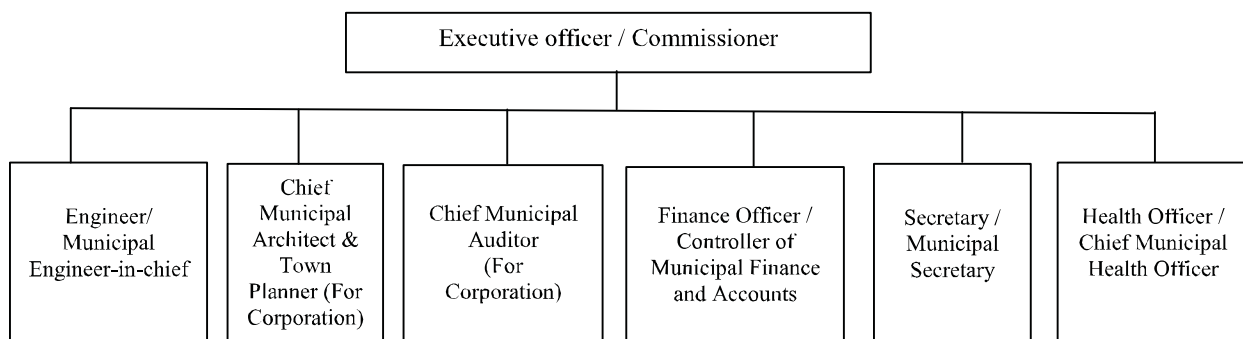 Executive officer / Commissioner
Engineer/
Municipal
Engineer-in-chief
Chief
Municipal
Architect &
Town
Planner (For
Corporation)
Chief Municipal
Auditor
(For
Corporation)
Finance Officer /
Controller of
Municipal Finance
and Accounts
Secretary /
Municipal
Secretary
Health Officer /
Chief Municipal
Health Officer